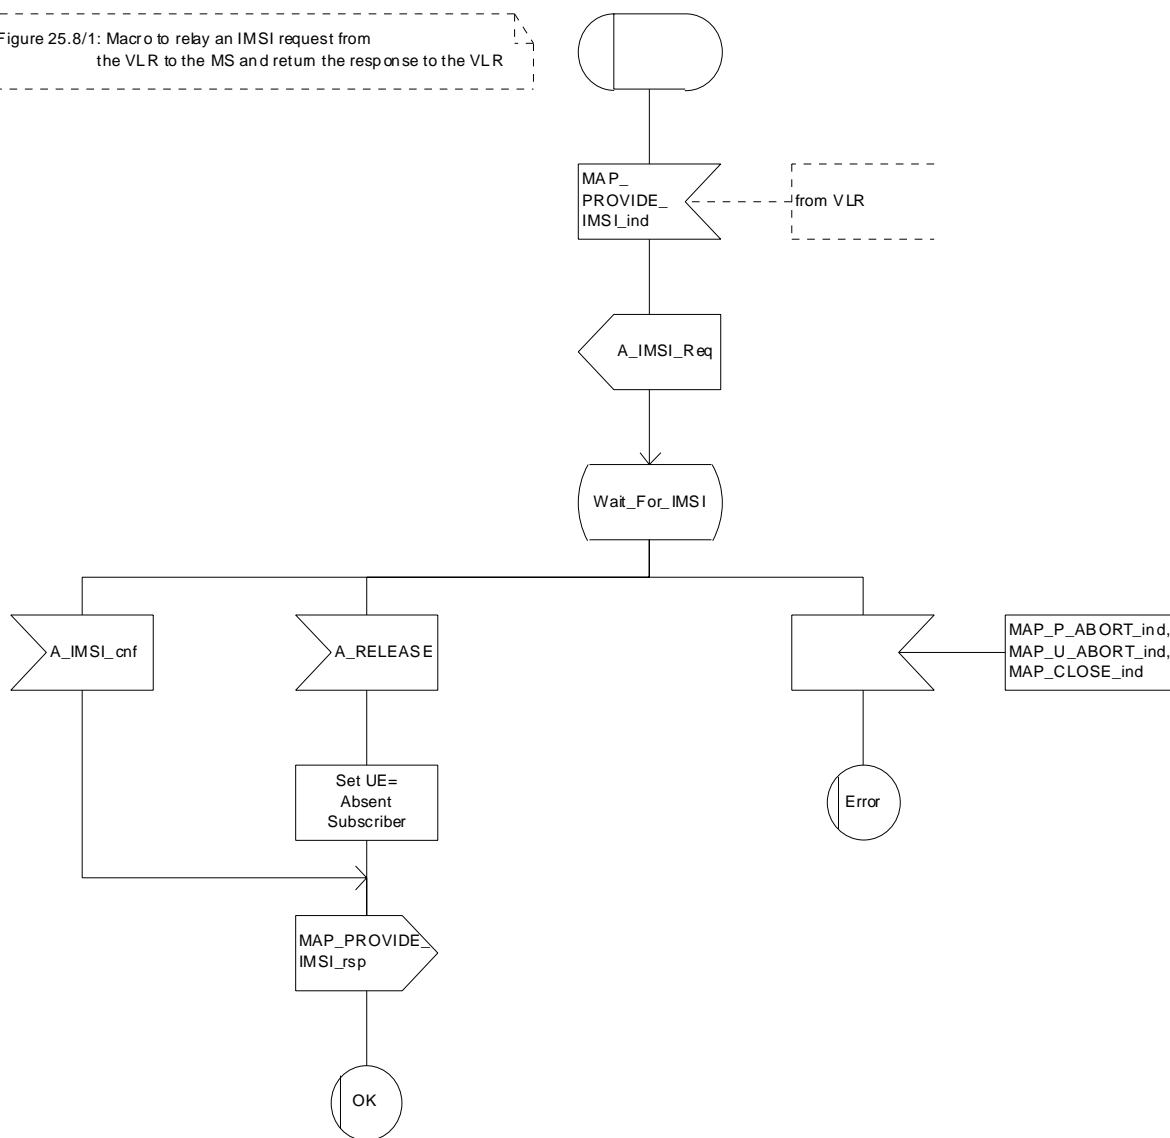 Figure 25.8/1: Macro to relay an IMSI request from
the VLR to the MS and return the response to the VLR
MAP_
PROVIDE_
IMSI_ind
from VLR
A_IMSI_Req
Wait_For_IMSI
A_IMSI_cnf
A_RELEASE
MAP_P_ABORT_ind,
MAP_U_ABORT_ind,
MAP_CLOSE_ind
Set UE=
Absent
Subscriber
Error
MAP_PROVIDE_
IMSI_rsp
OK